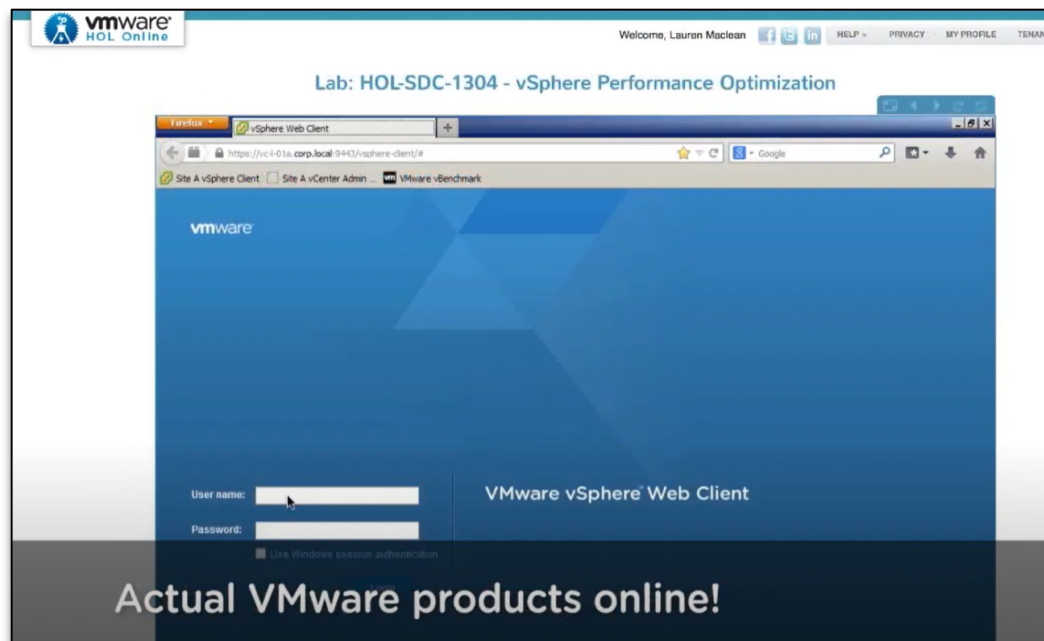 vmware®
HOL Online
Welcome, Lauren Maclean
HELP
PRIVACY
MY PROFILE
TENAN
Lab: HOL-SDC-1304 - vSphere Performance Optimization
Firefox
vSphere Web Client
+
https://vc-l-01a.corp.local:9443/vsphere-client/#
Google
Site A vSphere Client
Site A vCenter Admin ...
VMware vBenchmark
vmware®
User name:
VMware vSphere™ Web Client
Password:
Use Windows session authentication
Login
Actual VMware products online!